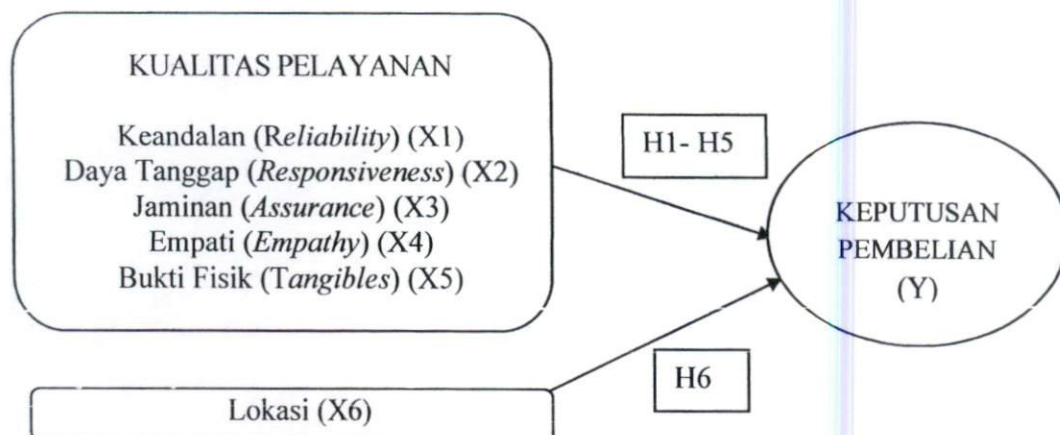 KUALITAS PELAYANAN
Keandalan (Reliability) (X1)
Daya Tanggap (Responsiveness) (X2)
Jaminan (Assurance) (X3)
Empati (Empathy) (X4)
Bukti Fisik (Tangibles) (X5)
H1- H5
KEPUTUSAN
PEMBELIAN
(Y)
H6
Lokasi (X6)